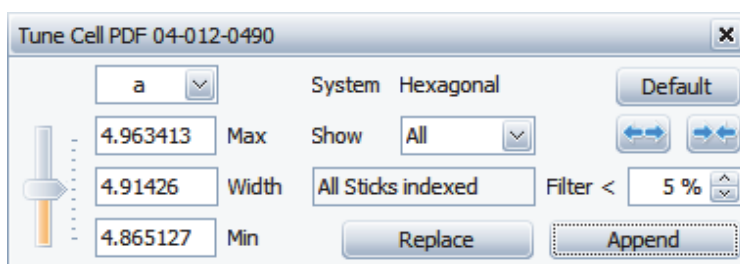 Tune Cell PDF 04-012-0490
a System Hexagonal Default
4.963413 Max Show All
4.91426 Width All Sticks indexed Filter < 5 %
4.865127 Min Replace Append